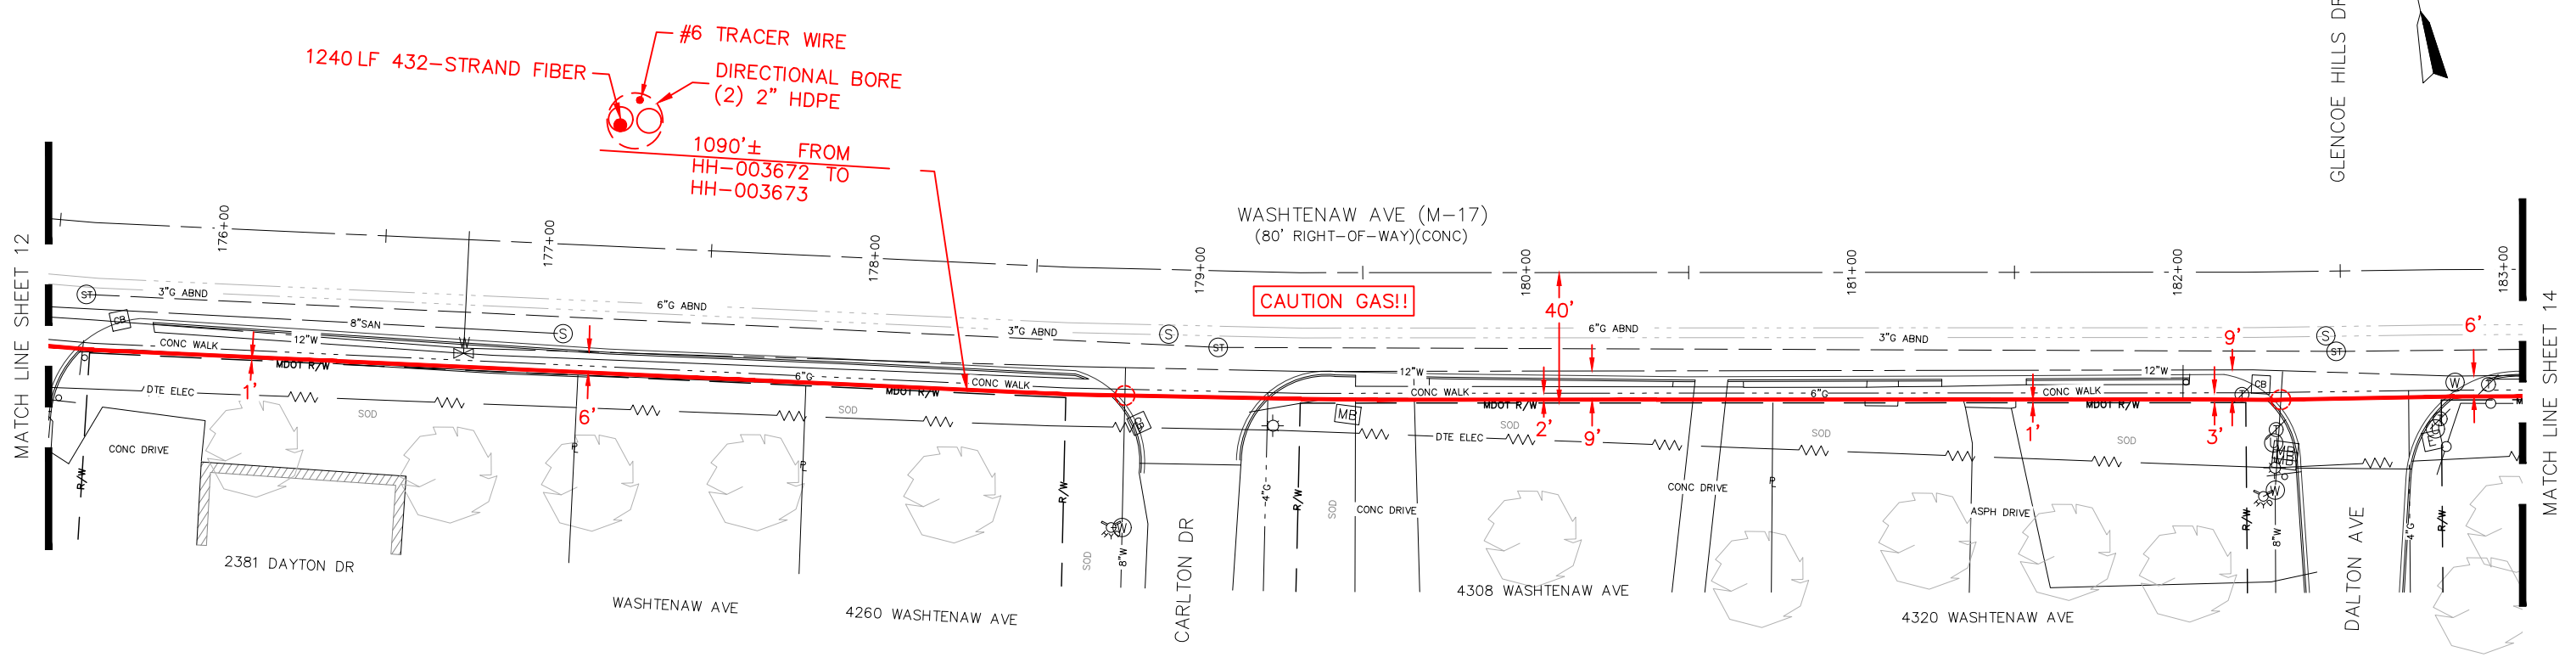 #6 TRACER WIRE
1240 LF 432-STRAND FIBER
DIRECTIONAL BORE
(2) 2" HDPE
1090'± FROM
HH-003672 TO
HH-003673
GLENCOE HILLS DR
WASHTENAW AVE (M-17)
(80' RIGHT-OF-WAY)(CONC)
176+00
177+00
178+00
179+00
180+00
181+00
182+00
183+00
MATCH LINE SHEET 12
MATCH LINE SHEET 14
CAUTION GAS!!
40'
ST
3"G ABND
6"G ABND
3"G ABND
6"G ABND
3"G ABND
CB
8"SAN
S
S
ST
S
ST
9'
6'
CONC WALK
12"W
W
12"W
12"W
CB
W
T
1'
MDOT R/W
6"G
CONC WALK
MDOT R/W
CONC WALK
6"G
CONC WALK
MDOT R/W
MDOT R/W
DTE ELEC
6'
SOD
SOD
MB
2'
9'
1'
3'
DTE ELEC
SOD
SOD
SOD
CONC DRIVE
R/W
R/W
4"G
R/W
SOD
CONC DRIVE
CONC DRIVE
ASPH DRIVE
R/W
W
8"W
4"G
R/W
W
8"W
SOD
2381 DAYTON DR
WASHTENAW AVE
4260 WASHTENAW AVE
CARLTON DR
4308 WASHTENAW AVE
4320 WASHTENAW AVE
DALTON AVE